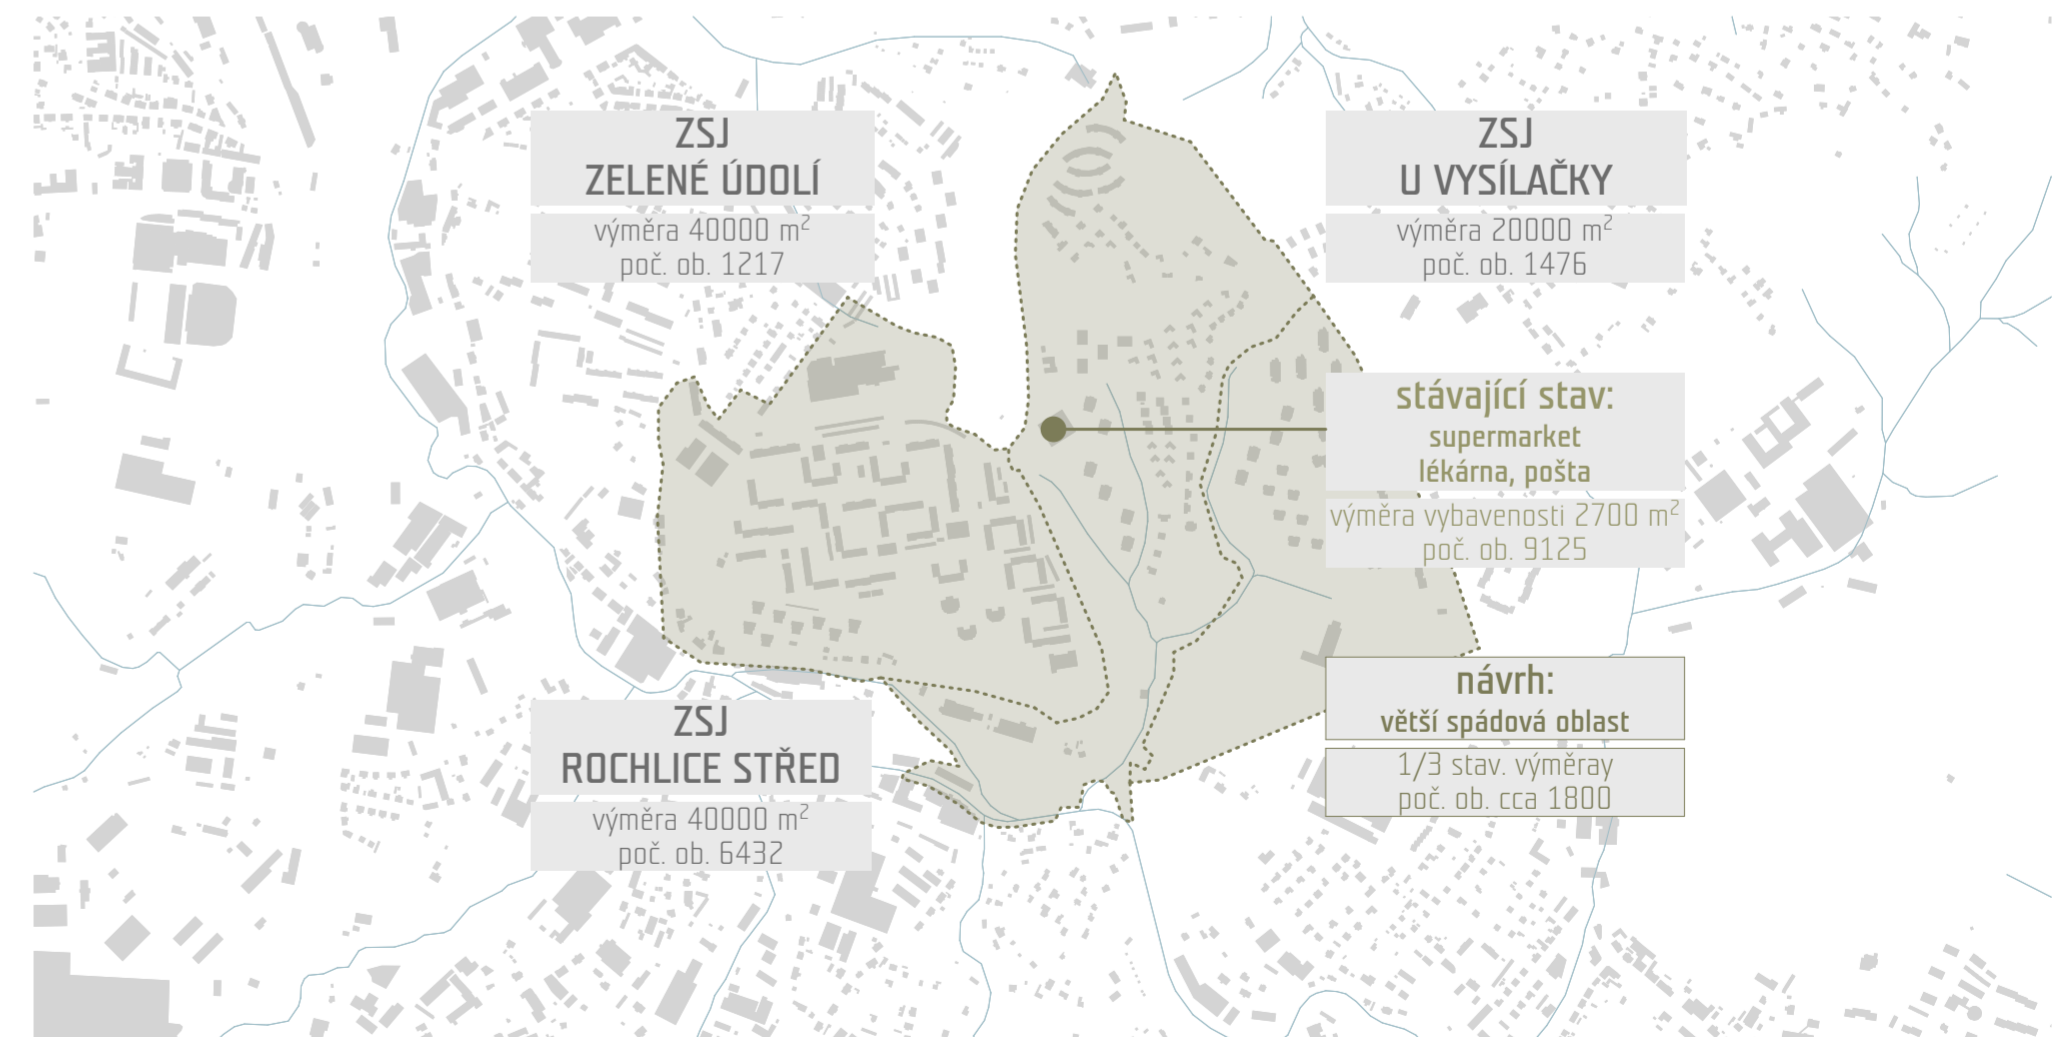 ZSJ
ZELENÉ ÚDOLÍ
výměra 40000 m²
poč. ob. 1217
ZSJ
U VYSÍLAČKY
výměra 20000 m²
poč. ob. 1476
stávající stav:
supermarket
lékárna, pošta
výměra vybavenosti 2700 m²
poč. ob. 9125
návrh:
větší spádová oblast
1/3 stav. výměray
poč. ob. cca 1800
ZSJ
ROCHLICE STŘED
výměra 40000 m²
poč. ob. 6432